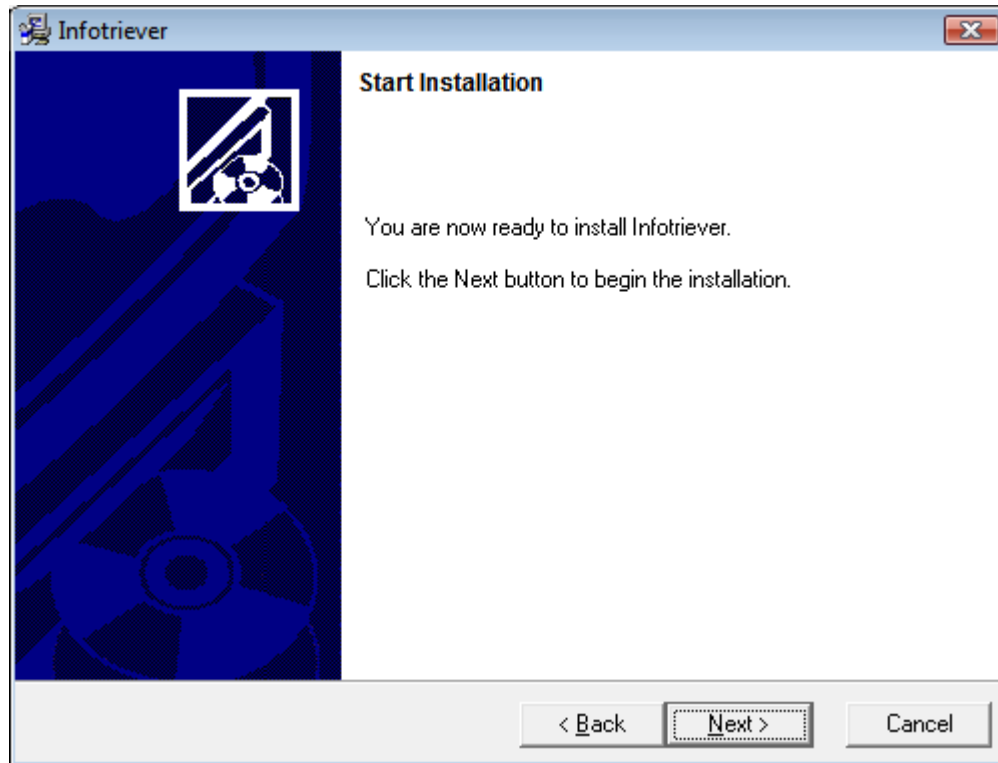 Infotriever
Start Installation
You are now ready to install Infotriever.
Click the Next button to begin the installation.
< Back
Next >
Cancel